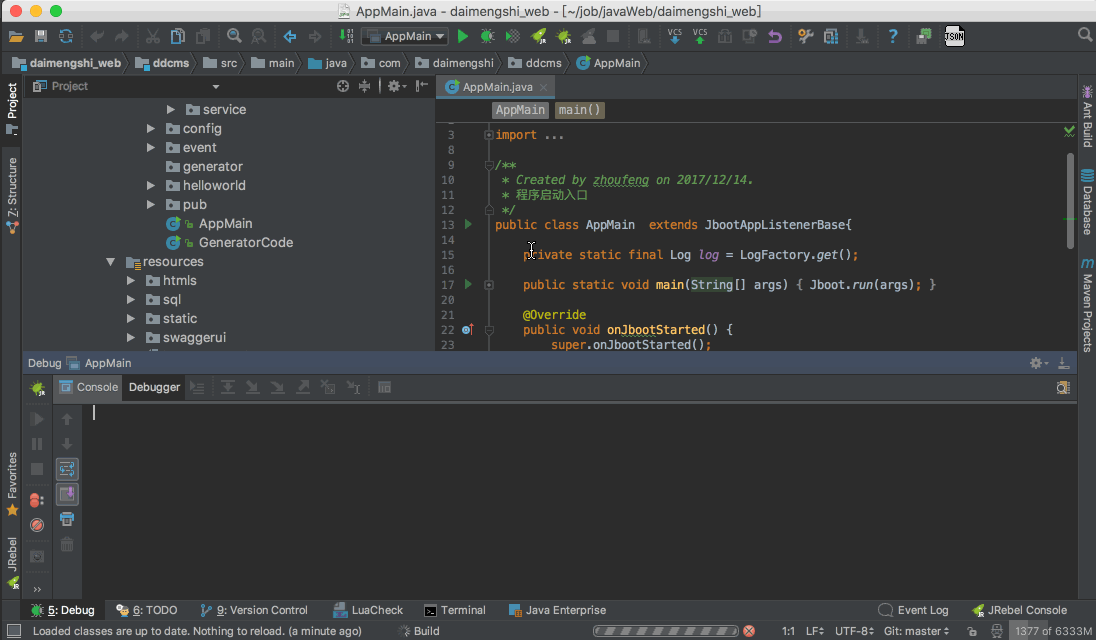 AppMain.java - daimengshi_web - [~/job/javaWeb/daimengshi_web]
AppMain
VCS VCS
JSON
daimengshi_web ddcms src main java com daimengshi ddcms AppMain
Project
Project
AppMain.java
Z: Structure
Favorites
JRebel
Ant Build
Database
Maven Projects
service
config
event
generator
helloworld
pub
AppMain
GeneratorCode
resources
htmls
sql
static
swaggerui
AppMain main()
3 import ...
8
9 /**
10 * Created by zhoufeng on 2017/12/14.
11 * 程序启动入口
12 */
13 public class AppMain extends JbootAppListenerBase{
14
15 private static final Log log = LogFactory.get();
16
17 public static void main(String[] args) { Jboot.run(args); }
20
21 @Override
22 public void onJbootStarted() {
23 super.onJbootStarted();
Debug AppMain
Console Debugger
5: Debug 6: TODO 9: Version Control LuaCheck Terminal Java Enterprise Event Log JRebel Console
Loaded classes are up to date. Nothing to reload. (a minute ago) Build 1:1 LF UTF-8 Git: master 1377 of 6333M